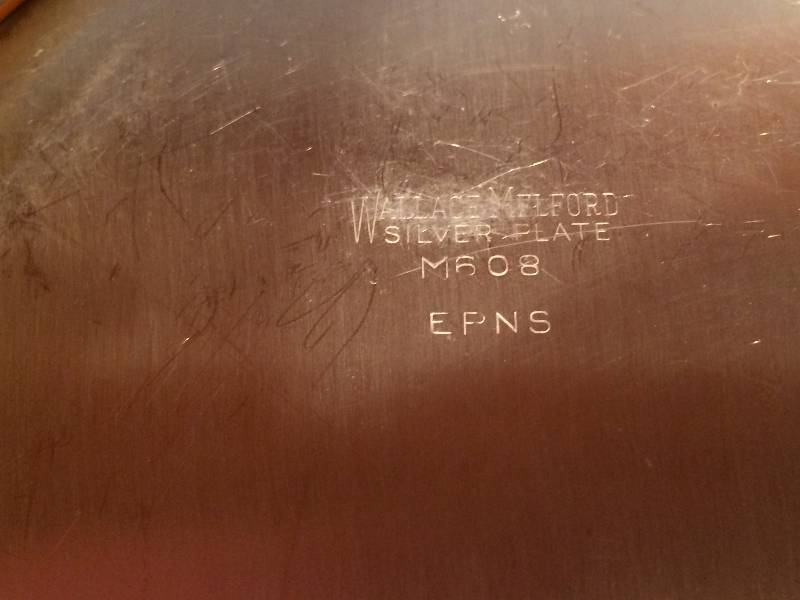 WALLACE MELFORD
SILVER PLATE
M608
EPNS